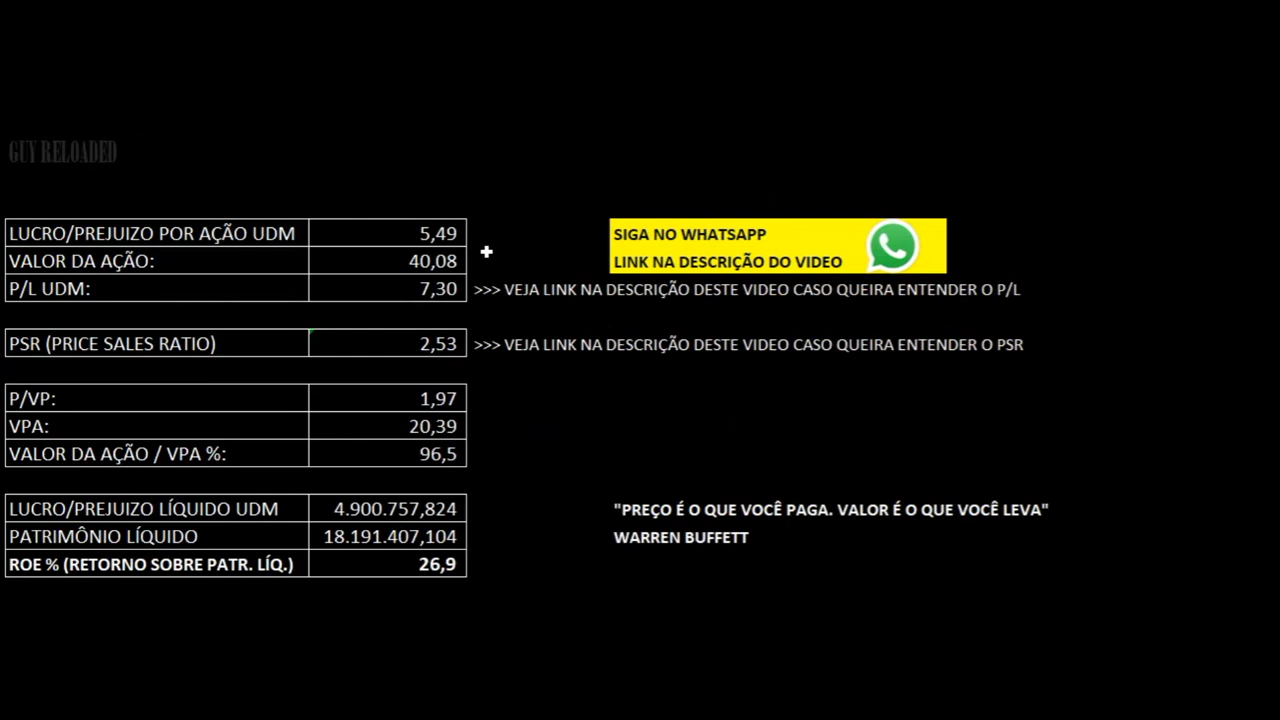 GUY RELOADED
LUCRO/PREJUIZO POR AÇÃO UDM 5,49
SIGA NO WHATSAPP
VALOR DA AÇÃO: 40,08
LINK NA DESCRIÇÃO DO VIDEO
P/L UDM: 7,30 >>> VEJA LINK NA DESCRIÇÃO DESTE VIDEO CASO QUEIRA ENTENDER O P/L
PSR (PRICE SALES RATIO) 2,53 >>> VEJA LINK NA DESCRIÇÃO DESTE VIDEO CASO QUEIRA ENTENDER O PSR
P/VP: 1,97
VPA: 20,39
VALOR DA AÇÃO / VPA %: 96,5
LUCRO/PREJUIZO LÍQUIDO UDM 4.900.757,824
"PREÇO É O QUE VOCÊ PAGA. VALOR É O QUE VOCÊ LEVA"
PATRIMÔNIO LÍQUIDO 18.191.407,104
WARREN BUFFETT
ROE % (RETORNO SOBRE PATR. LÍQ.) 26,9